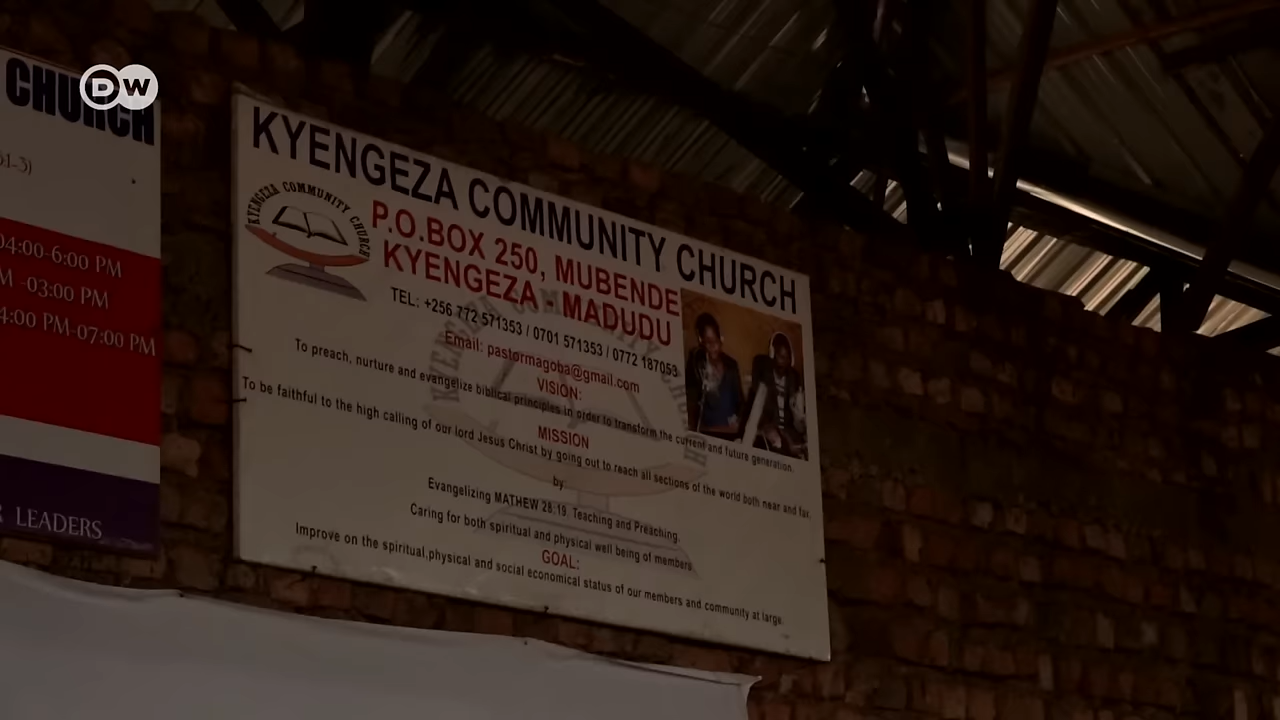 DW
CHURCH
5:1-3)
04:00-6:00 PM
M -03:00 PM
4:00 PM-07:00 PM
R LEADERS
KYENGEZA COMMUNITY CHURCH
KYENGEZA COMMUNITY CHURCH
P.O.BOX 250, MUBENDE
KYENGEZA - MADUDU
TEL: +256 772 571353 / 0701 571353 / 0772 187053
Email: pastormagoba@gmail.com
VISION:
To preach, nurture and evangelize biblical principles in order to transform the current and future generation.
MISSION
To be faithful to the high calling of our lord Jesus Christ by going out to reach all sections of the world both near and far.
by:
Evangelizing MATHEW 28:19. Teaching and Preaching.
Caring for both spiritual and physical well being of members.
GOAL:
Improve on the spiritual,physical and social economical status of our members and community at large.
KYENGEZA COMMUNITY CHURCH